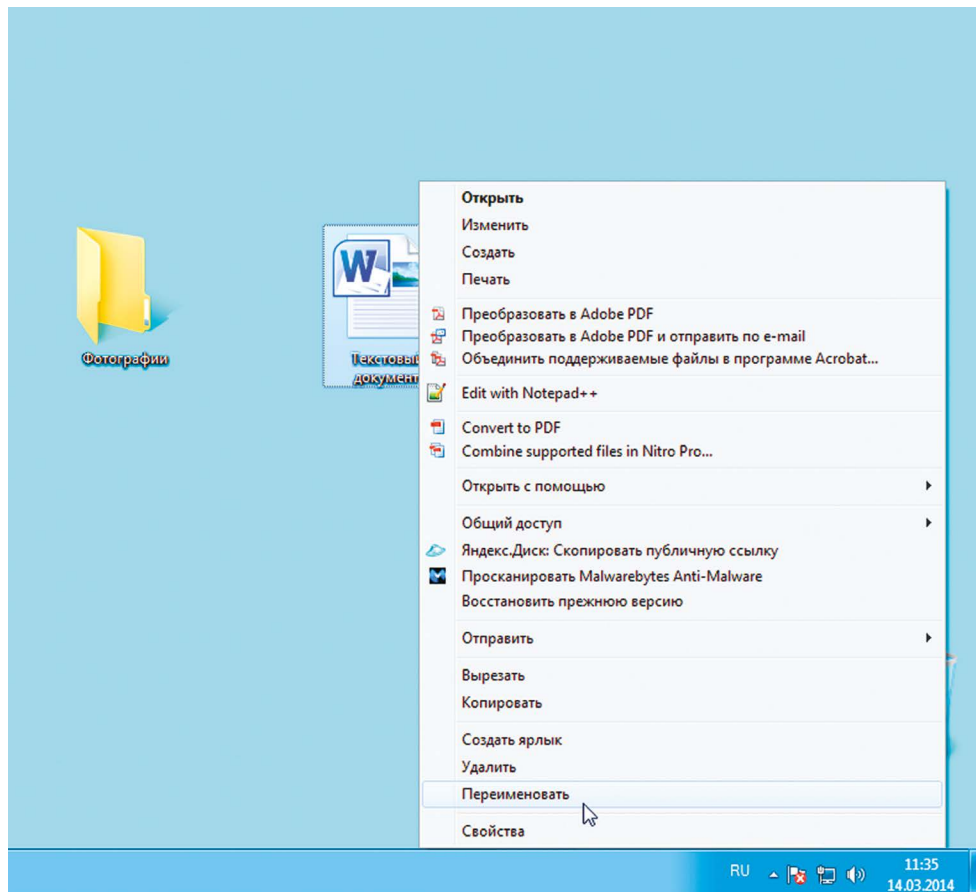 Фотографии
Текстовый
документ
Открыть
Изменить
Создать
Печать
Преобразовать в Adobe PDF
Преобразовать в Adobe PDF и отправить по e-mail
Объединить поддерживаемые файлы в программе Acrobat...
Edit with Notepad++
Convert to PDF
Combine supported files in Nitro Pro...
Открыть с помощью
Общий доступ
Яндекс.Диск: Скопировать публичную ссылку
Просканировать Malwarebytes Anti-Malware
Восстановить прежнюю версию
Отправить
Вырезать
Копировать
Создать ярлык
Удалить
Переименовать
Свойства
RU
11:35
14.03.2014